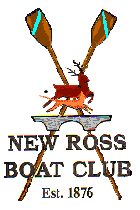 NEW ROSS
BOAT CLUB
Est. 1876